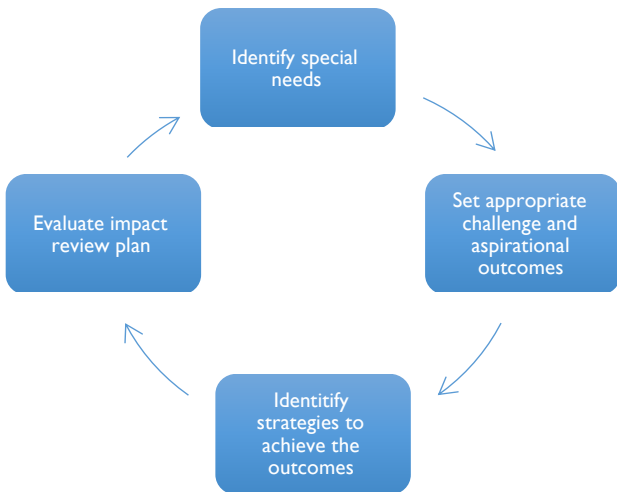 Identify special
needs
Set appropriate
challenge and
aspirational
outcomes
Identitify
strategies to
achieve the
outcomes
Evaluate impact
review plan